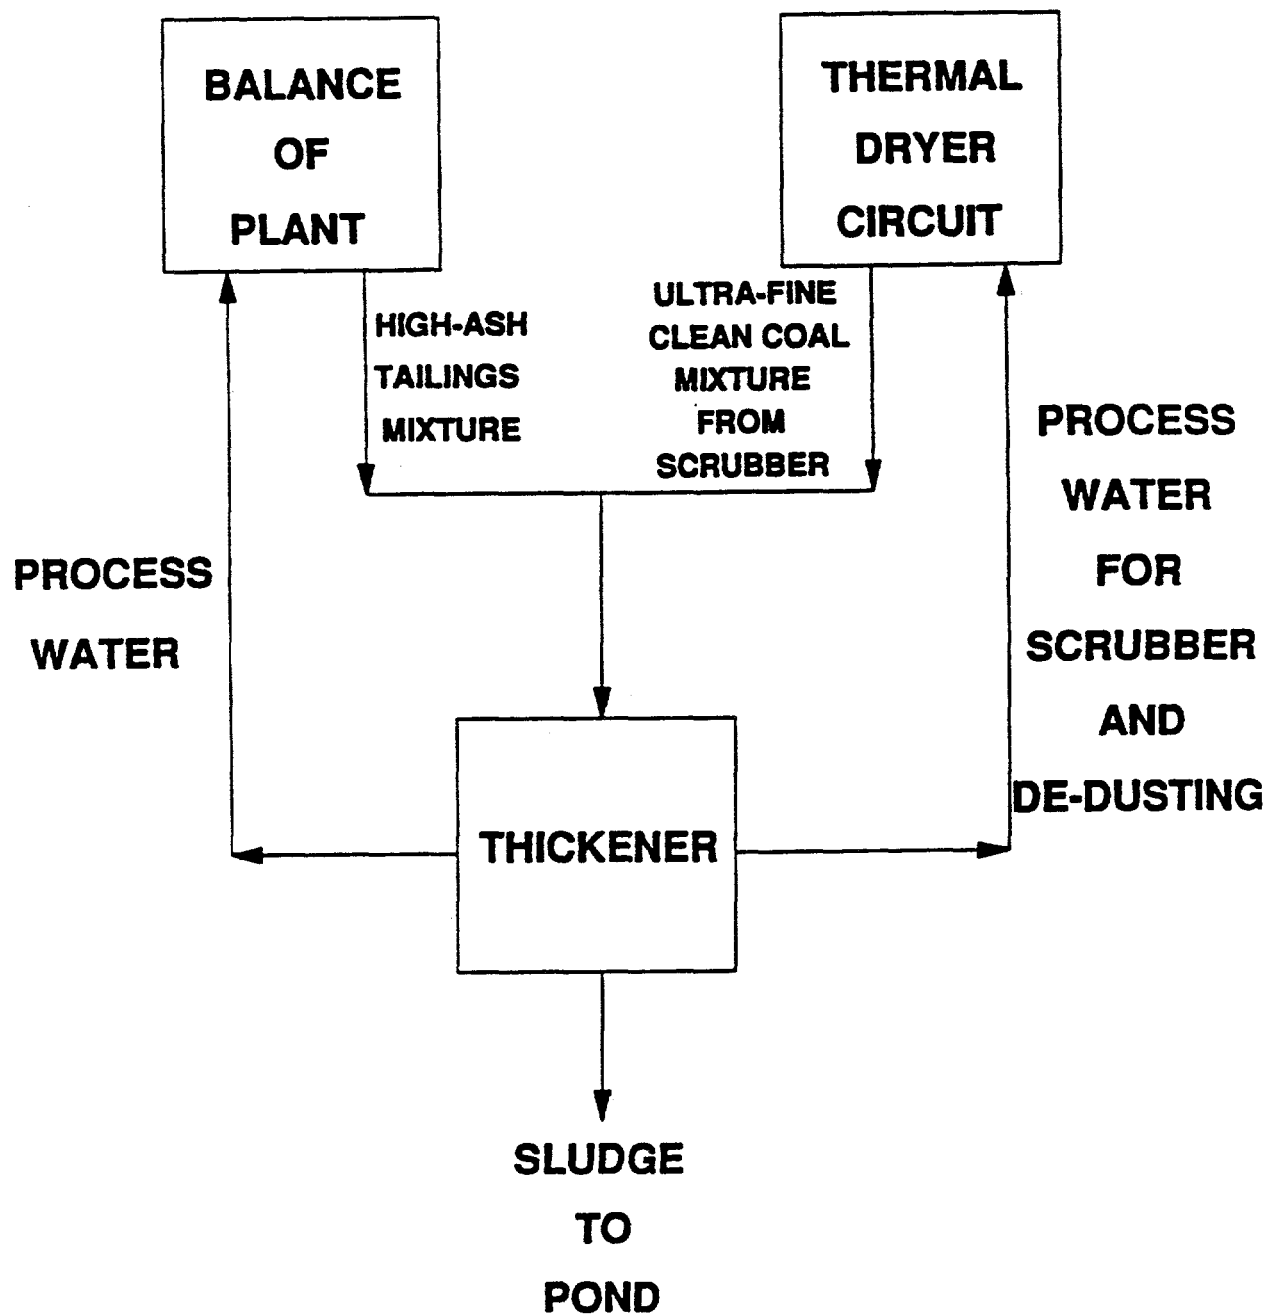 BALANCE
OF
PLANT
THERMAL
DRYER
CIRCUIT
HIGH-ASH
TAILINGS
MIXTURE
ULTRA-FINE
CLEAN COAL
MIXTURE
FROM
SCRUBBER
PROCESS
WATER
PROCESS
WATER
FOR
SCRUBBER
AND
DE-DUSTING
THICKENER
SLUDGE
TO
POND